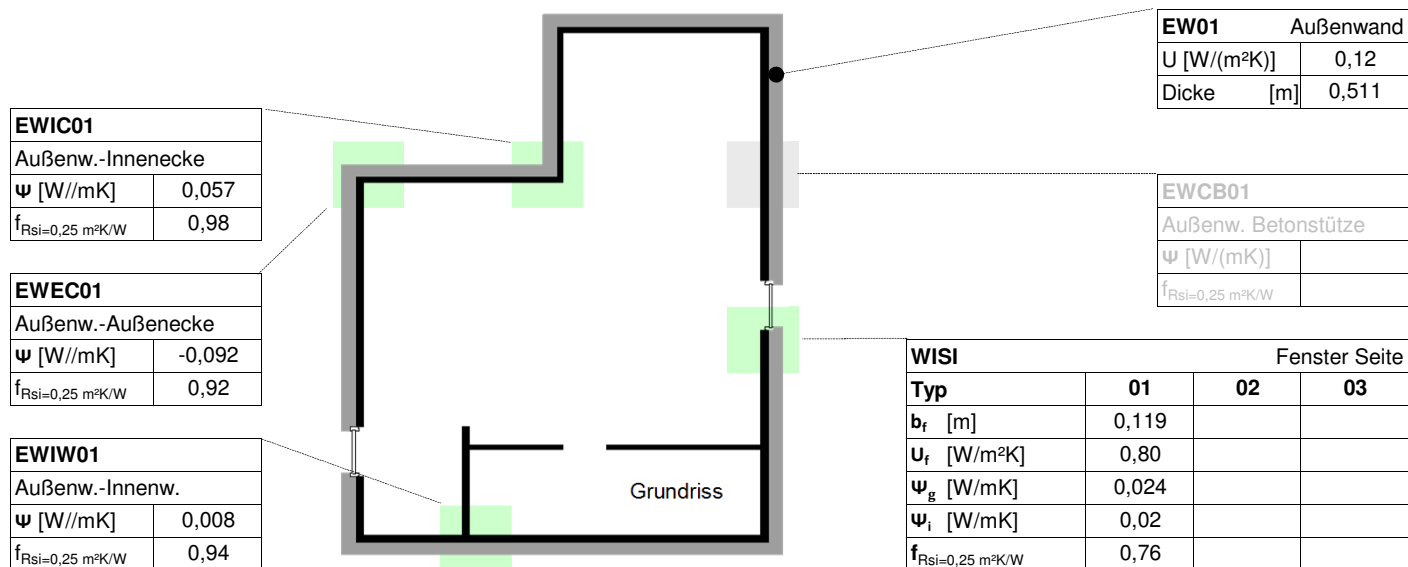 EW01 Außenwand
U [W/(m²K)] 0,12
Dicke [m] 0,511
EWIC01
Außenw.-Innenecke
Ψ [W//mK] 0,057
fRsi=0,25 m²K/W 0,98
EWCB01
Außenw. Betonstütze
Ψ [W/(mK)]
fRsi=0,25 m²K/W
EWEC01
Außenw.-Außenecke
Ψ [W//mK] -0,092
fRsi=0,25 m²K/W 0,92
WISI Fenster Seite
Typ 01 02 03
bf [m] 0,119
Uf [W/m²K] 0,80
Ψg [W/mK] 0,024
Ψi [W/mK] 0,02
fRsi=0,25 m²K/W 0,76
EWIW01
Außenw.-Innenw.
Ψ [W//mK] 0,008
fRsi=0,25 m²K/W 0,94
Grundriss